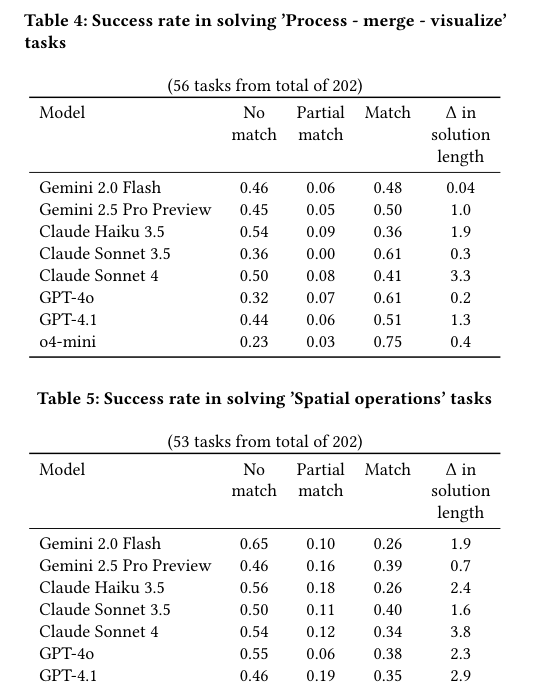 Table 4: Success rate in solving ’Process - merge - visualize’
tasks
(56 tasks from total of 202)
Model No Partial Match Δ in
match match solution
length
Gemini 2.0 Flash 0.46 0.06 0.48 0.04
Gemini 2.5 Pro Preview 0.45 0.05 0.50 1.0
Claude Haiku 3.5 0.54 0.09 0.36 1.9
Claude Sonnet 3.5 0.36 0.00 0.61 0.3
Claude Sonnet 4 0.50 0.08 0.41 3.3
GPT-4o 0.32 0.07 0.61 0.2
GPT-4.1 0.44 0.06 0.51 1.3
o4-mini 0.23 0.03 0.75 0.4
Table 5: Success rate in solving ’Spatial operations’ tasks
(53 tasks from total of 202)
Model No Partial Match Δ in
match match solution
length
Gemini 2.0 Flash 0.65 0.10 0.26 1.9
Gemini 2.5 Pro Preview 0.46 0.16 0.39 0.7
Claude Haiku 3.5 0.56 0.18 0.26 2.4
Claude Sonnet 3.5 0.50 0.11 0.40 1.6
Claude Sonnet 4 0.54 0.12 0.34 3.8
GPT-4o 0.55 0.06 0.38 2.3
GPT-4.1 0.46 0.19 0.35 2.9